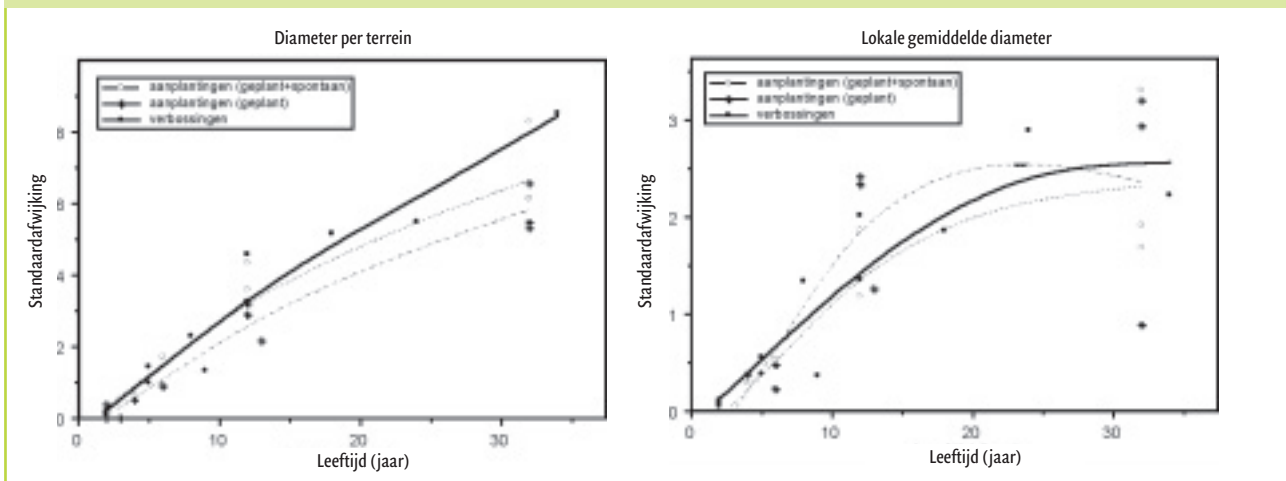 Diameter per terrein
aanplantingen (geplant+spontaan)
aanplantingen (geplant)
verbossingen
Standaardafwijking
8
6
4
2
0
0 10 20 30
Leeftijd (jaar)
Lokale gemiddelde diameter
aanplantingen (geplant+spontaan)
aanplantingen (geplant)
verbossingen
Standaardafwijking
3
2
1
0
0 10 20 30
Leeftijd (jaar)